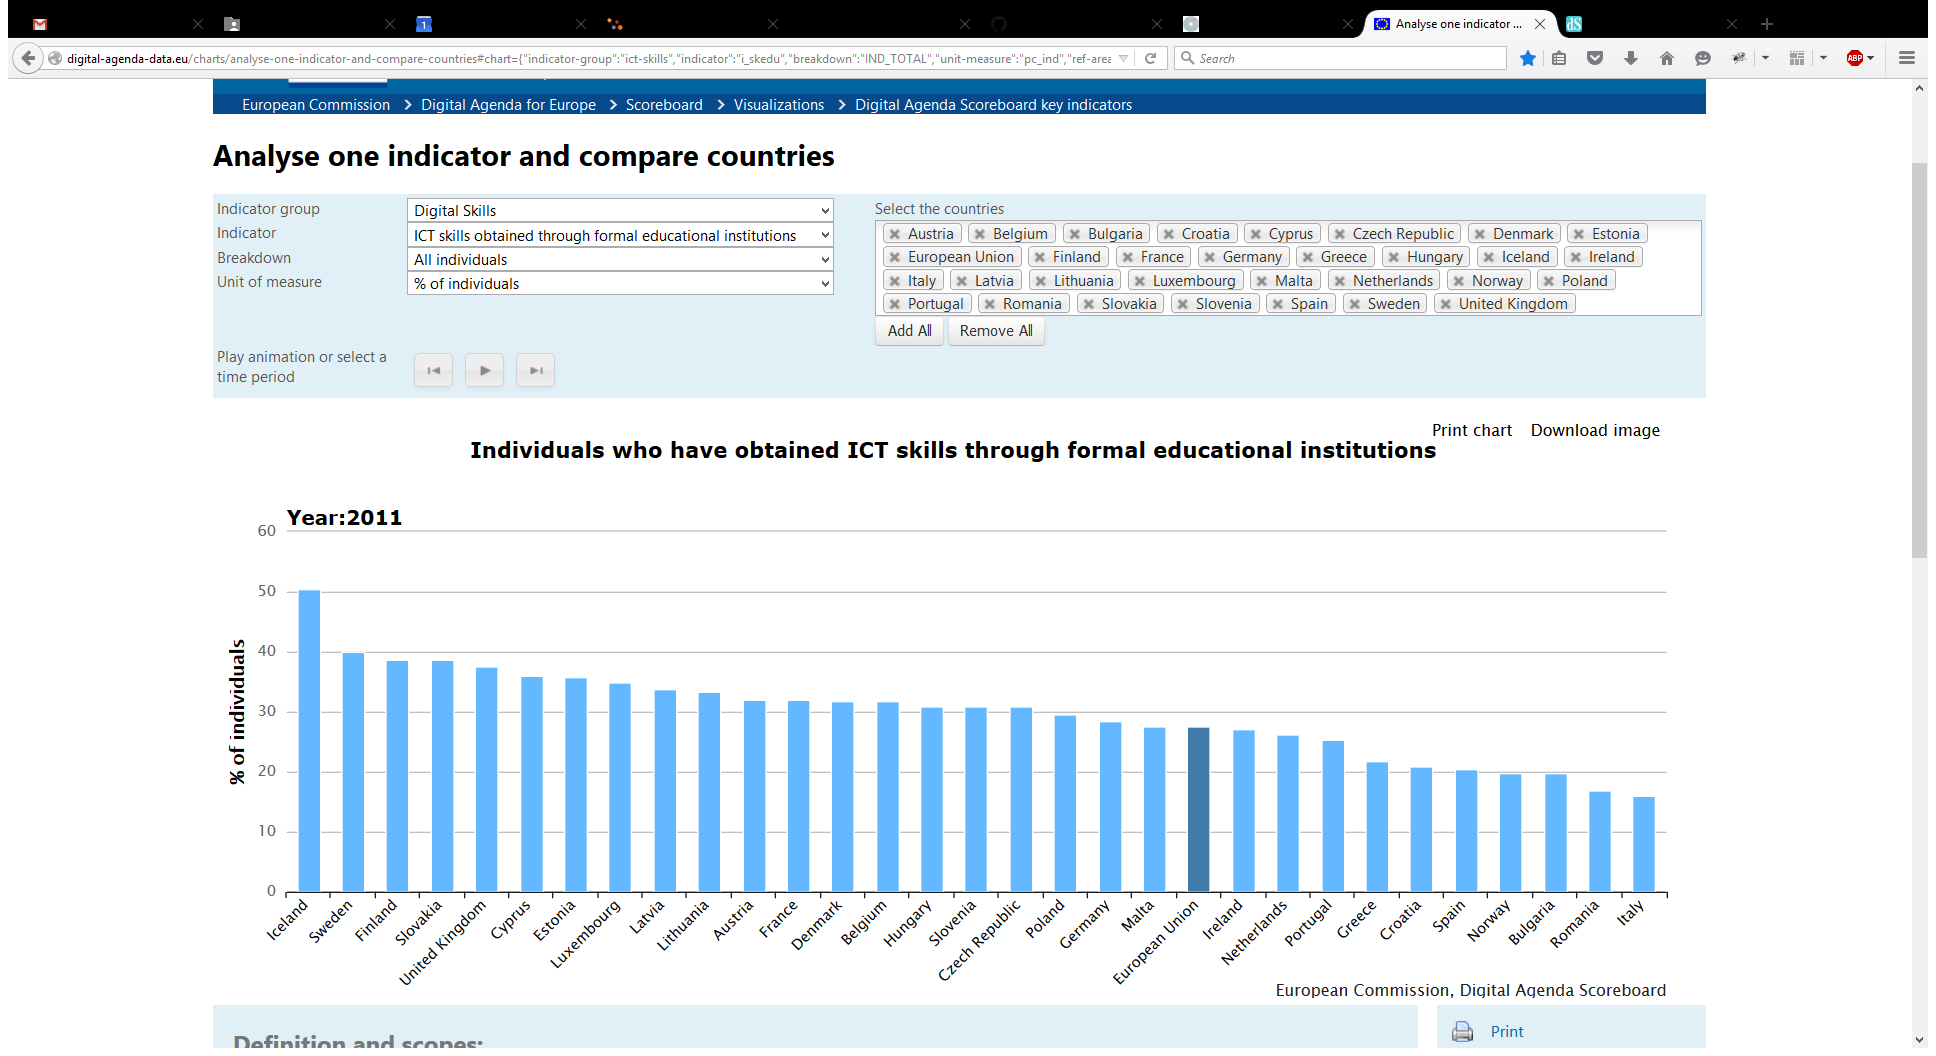 1
Analyse one indicator ...
digital-agenda-data.eu/charts/analyse-one-indicator-and-compare-countries#chart={"indicator-group":"ict-skills","indicator":"i_skedu","breakdown":"IND_TOTAL","unit-measure":"pc_ind","ref-area
Search
ABP
European Commission > Digital Agenda for Europe > Scoreboard > Visualizations > Digital Agenda Scoreboard key indicators
Analyse one indicator and compare countries
Indicator group Digital Skills
Indicator ICT skills obtained through formal educational institutions
Breakdown All individuals
Unit of measure % of individuals
Select the countries
Austria Belgium Bulgaria Croatia Cyprus Czech Republic Denmark Estonia
European Union Finland France Germany Greece Hungary Iceland Ireland
Italy Latvia Lithuania Luxembourg Malta Netherlands Norway Poland
Portugal Romania Slovakia Slovenia Spain Sweden United Kingdom
Add All Remove All
Play animation or select a
time period
Print chart Download image
Individuals who have obtained ICT skills through formal educational institutions
Year:2011
% of individuals
60
50
40
30
20
10
0
Iceland
Sweden
Finland
Slovakia
United Kingdom
Cyprus
Estonia
Luxembourg
Latvia
Lithuania
Austria
France
Denmark
Belgium
Hungary
Slovenia
Czech Republic
Poland
Germany
Malta
European Union
Ireland
Netherlands
Portugal
Greece
Croatia
Spain
Norway
Bulgaria
Romania
Italy
European Commission, Digital Agenda Scoreboard
Definition and scopes:
Print